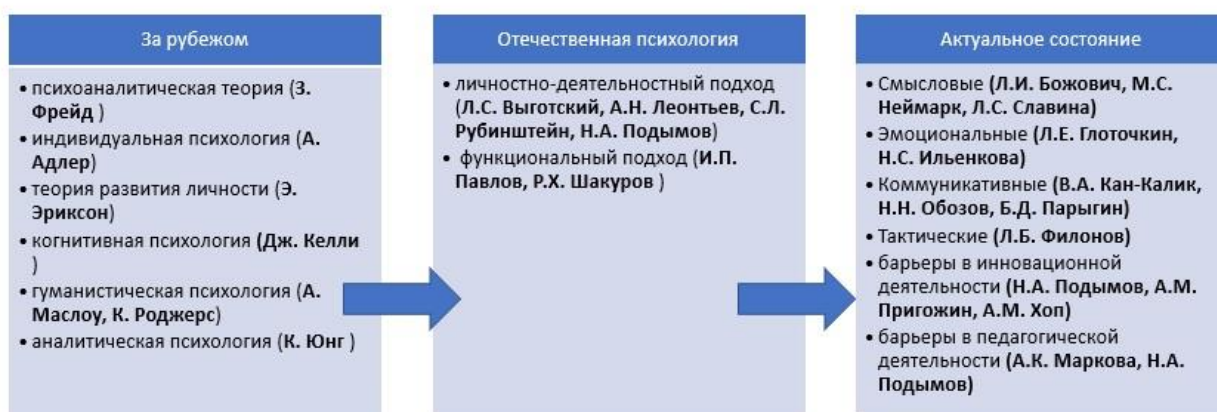 За рубежом
• психоаналитическая теория (З.
Фрейд )
• индивидуальная психология (А.
Адлер)
• теория развития личности (Э.
Эриксон)
• когнитивная психология (Дж. Келли
)
• гуманистическая психология (А.
Маслоу, К. Роджерс)
• аналитическая психология (К. Юнг )
Отечественная психология
• личностно-деятельностный подход
(Л.С. Выготский, А.Н. Леонтьев, С.Л.
Рубинштейн, Н.А. Подымов)
• функциональный подход (И.П.
Павлов, Р.Х. Шакуров )
Актуальное состояние
• Смысловые (Л.И. Божович, М.С.
Неймарк, Л.С. Славина)
• Эмоциональные (Л.Е. Глоточкин,
Н.С. Ильенкова)
• Коммуникативные (В.А. Кан-Калик,
Н.Н. Обозов, Б.Д. Парыгин)
• Тактические (Л.Б. Филонов)
• барьеры в инновационной
деятельности (Н.А. Подымов, А.М.
Пригожин, А.М. Хоп)
• барьеры в педагогической
деятельности (А.К. Маркова, Н.А.
Подымов)